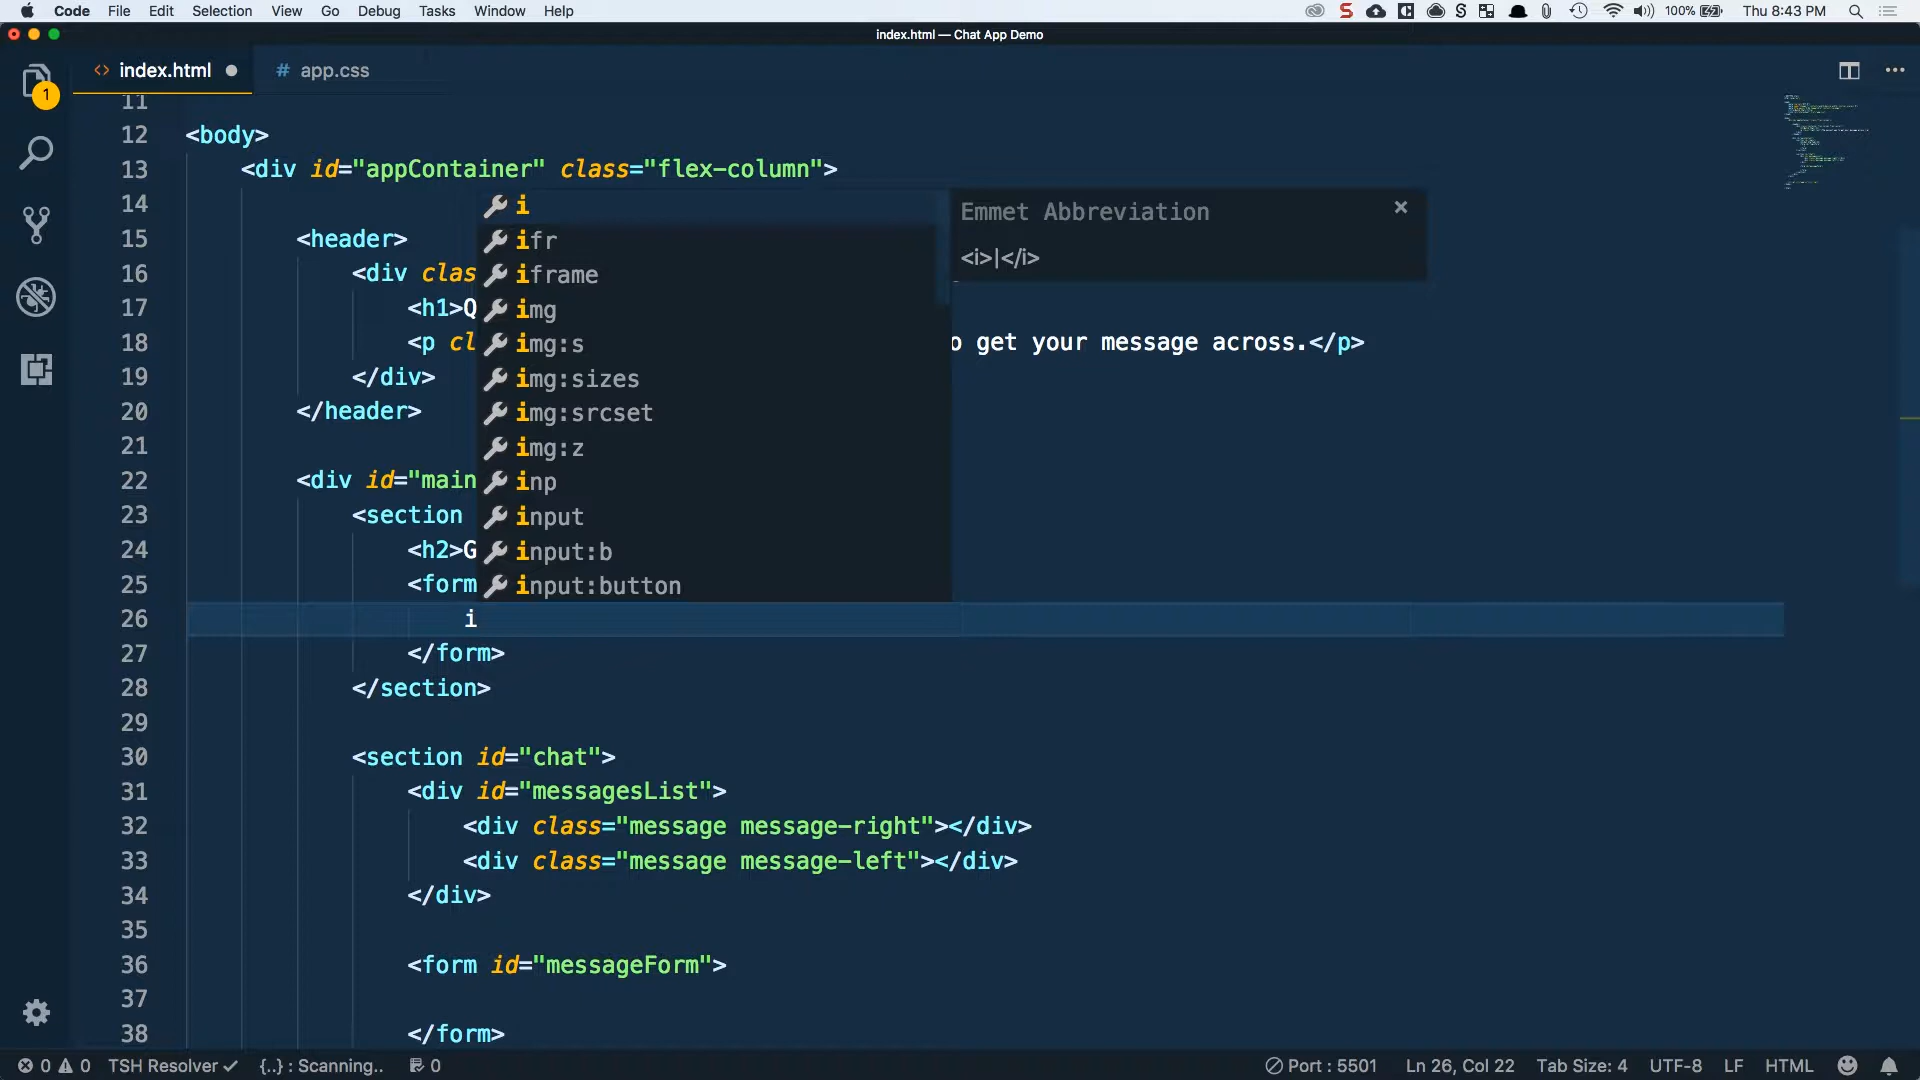 Code File Edit Selection View Go Debug Tasks Window Help 100% Thu 8:43 PM
index.html — Chat App Demo
<> index.html # app.css
1
11
12 <body>
13 <div id="appContainer" class="flex-column">
14
15 <header>
16 <div clas
17 <h1>Q
18 <p cl o get your message across.</p>
19 </div>
20 </header>
21
22 <div id="main
23 <section
24 <h2>G
25 <form
26 i
27 </form>
28 </section>
29
30 <section id="chat">
31 <div id="messagesList">
32 <div class="message message-right"></div>
33 <div class="message message-left"></div>
34 </div>
35
36 <form id="messageForm">
37
38 </form>
i
ifr
iframe
img
img:s
img:sizes
img:srcset
img:z
inp
input
input:b
input:button
Emmet Abbreviation ×
<i>|</i>
0 0 TSH Resolver ✓ {..} : Scanning.. 0 Port : 5501 Ln 26, Col 22 Tab Size: 4 UTF-8 LF HTML